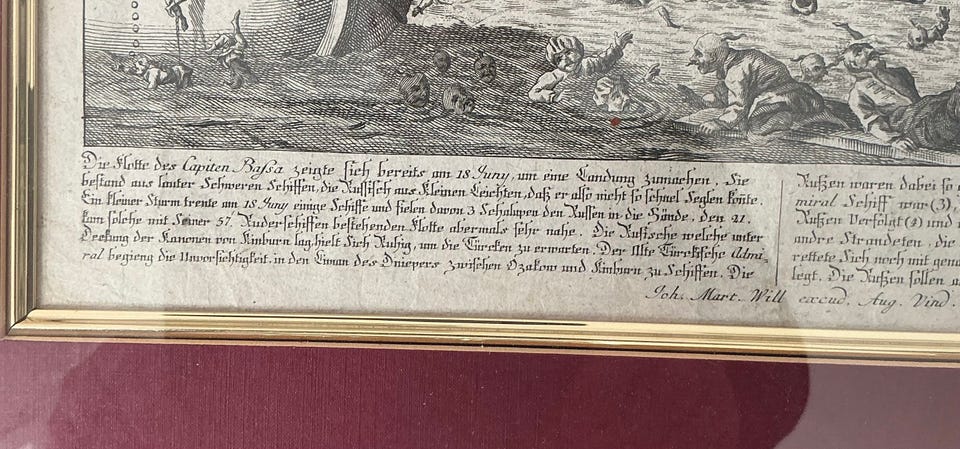 Die Flotte des Capiten Bassa zeigte sich bereits am 18 Juny, um eine Landung zumachen. Sie
bestand aus lauter Schweren Schiffen, die Rußisch aus Kleinen Leichten, daß er also nicht so schnel Seglen konte.
Ein kleiner Sturm trente am 18 Juny einige Schiffe und fielen davon 3 Schalupen den Rußen in die Hände, den 21.
kam solche mit Seiner 57 Ruderschiffen bestehenden Flotte abermals sehr nahe. Die Rußische welche unter
Deckung der Kanonen von Kinburn lag hielt Sich Ruhig, um die Türcken zu erwarten. Der Alte Türckische Admi-
ral begieng die Unvorsichtigkeit, in den Liman des Dniepers zwischen Ozakow und Kinburn zu Schiffen. Die
Rußen waren dabei so
miral Schiff war (3),
Rußen Verfolgt (2) und
andre Strandeten, die
rettete Sich noch mit
legt. Die Rußen sollen
Joh. Mart. Will excud. Aug. Vind.